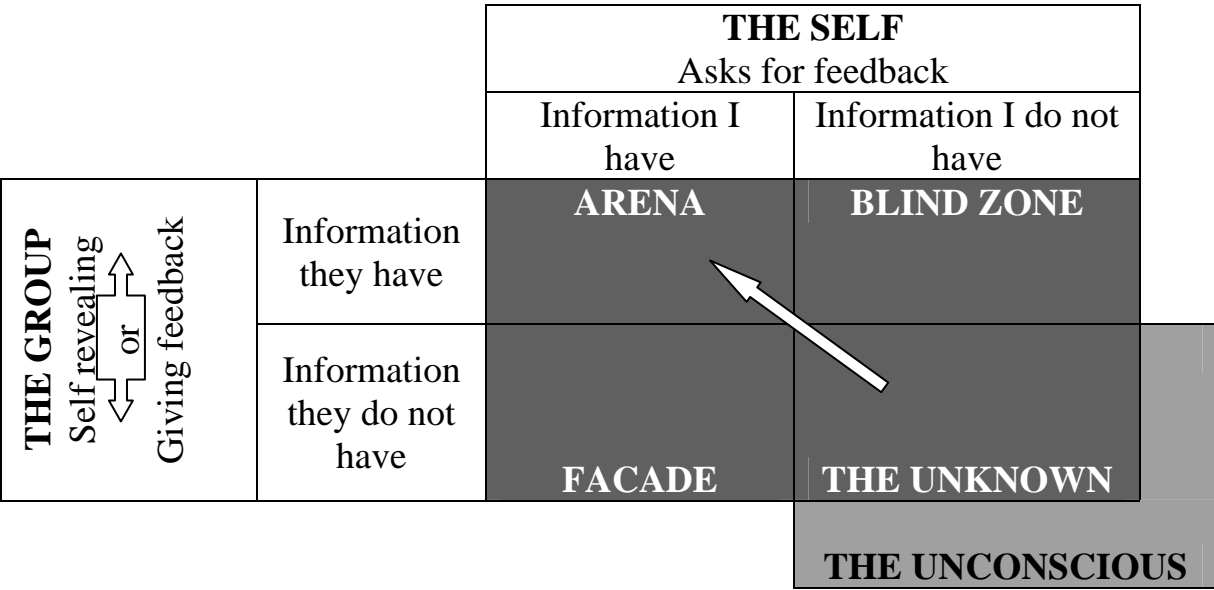 THE SELF
Asks for feedback
Information I
have
Information I do not
have
THE GROUP
Self revealing
or
Giving feedback
Information
they have
ARENA
BLIND ZONE
Information
they do not
have
FACADE
THE UNKNOWN
THE UNCONSCIOUS